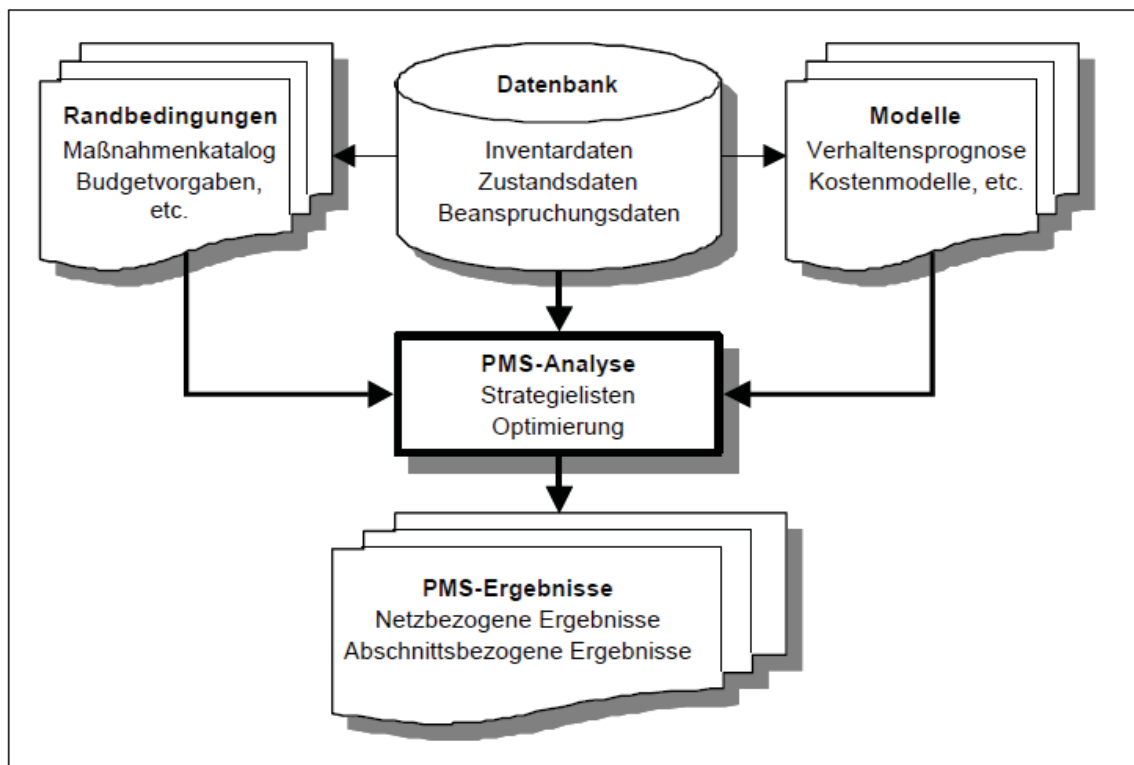 Datenbank
Inventardaten
Zustandsdaten
Beanspruchungsdaten
Randbedingungen
Maßnahmenkatalog
Budgetvorgaben,
etc.
Modelle
Verhaltensprognose
Kostenmodelle, etc.
PMS-Analyse
Strategielisten
Optimierung
PMS-Ergebnisse
Netzbezogene Ergebnisse
Abschnittsbezogene Ergebnisse